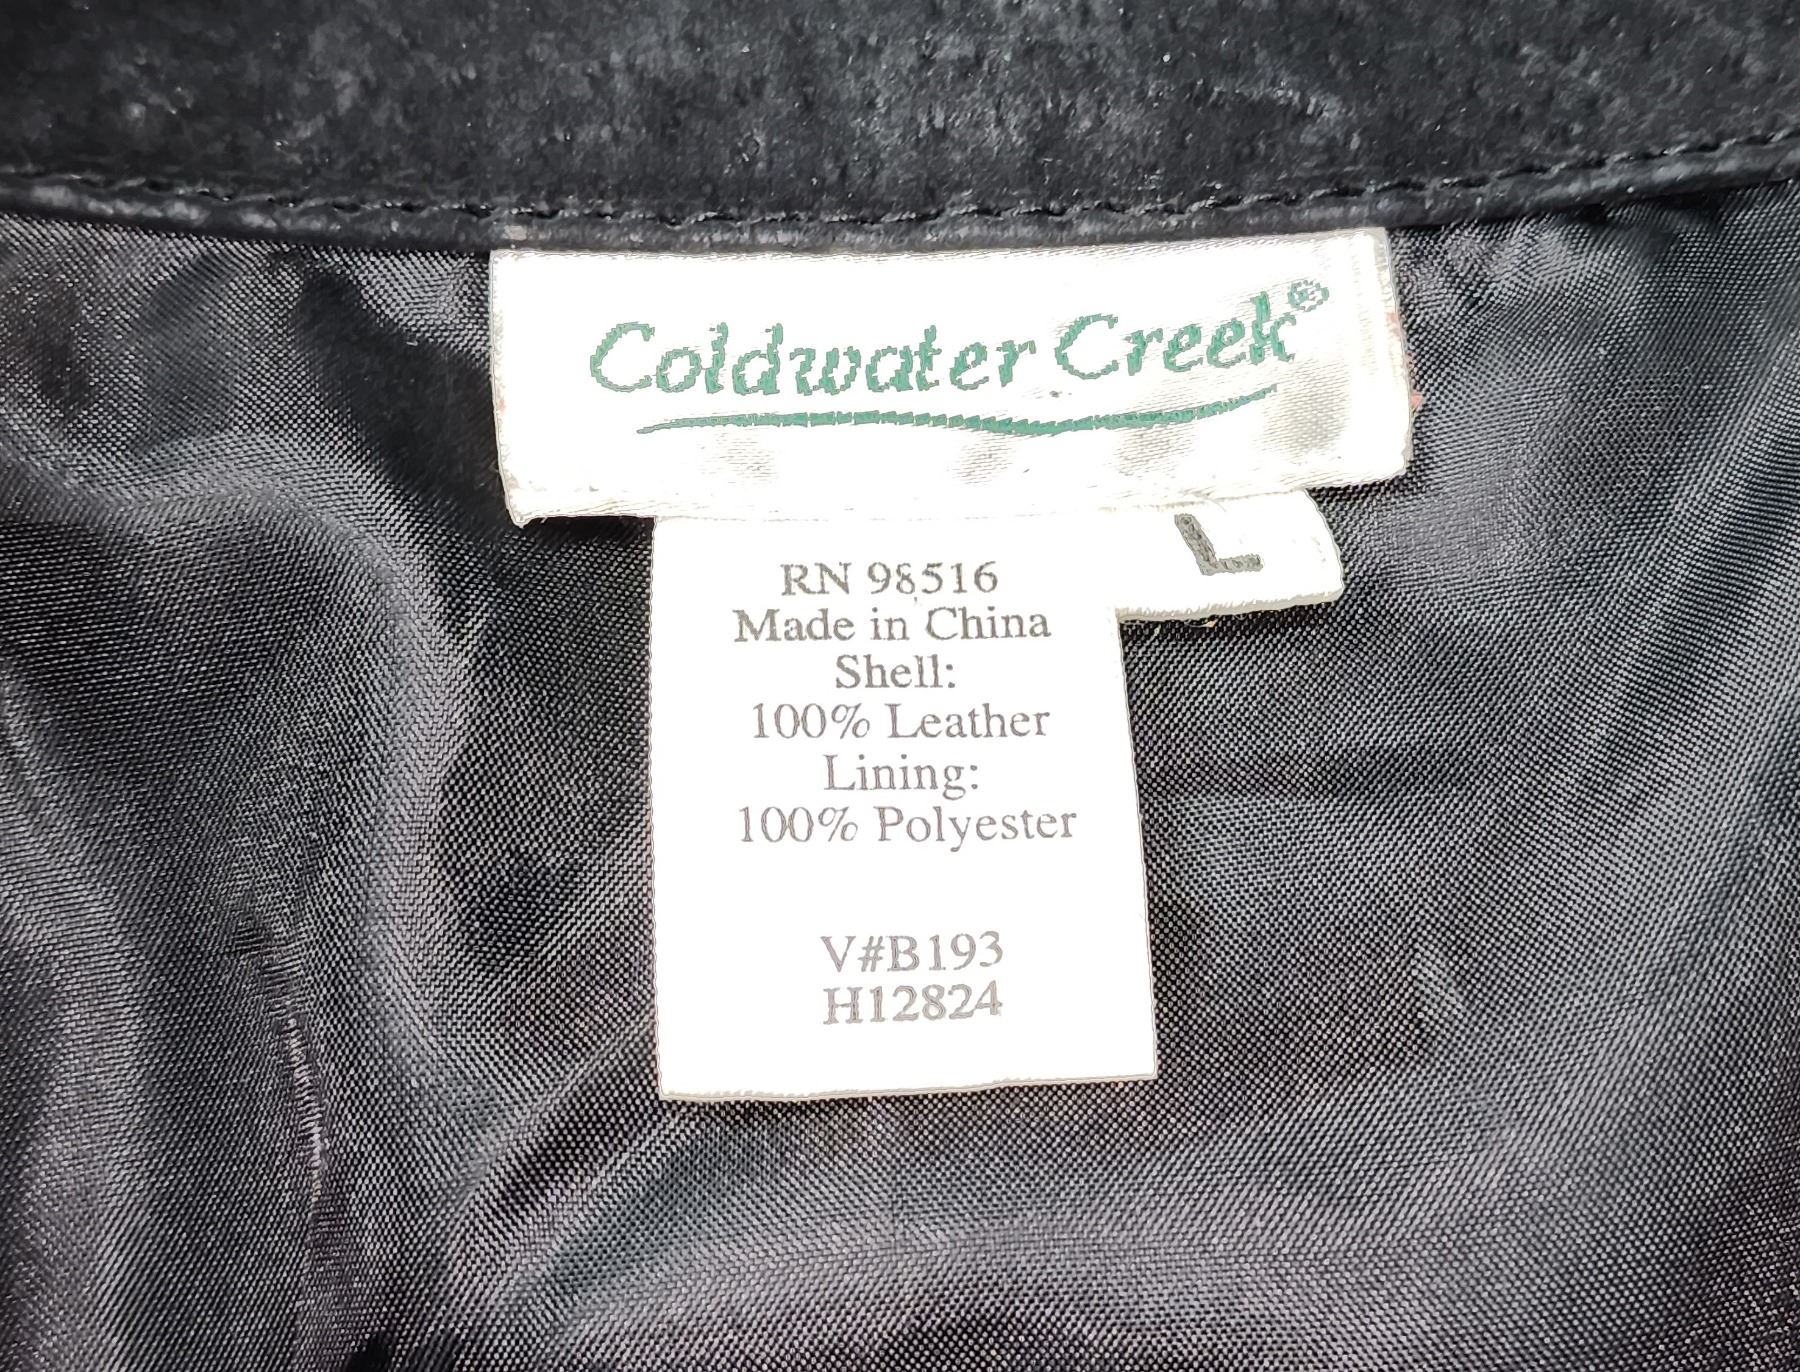 Coldwater Creek®
L
RN 98516
Made in China
Shell:
100% Leather
Lining:
100% Polyester
V#B193
H12824